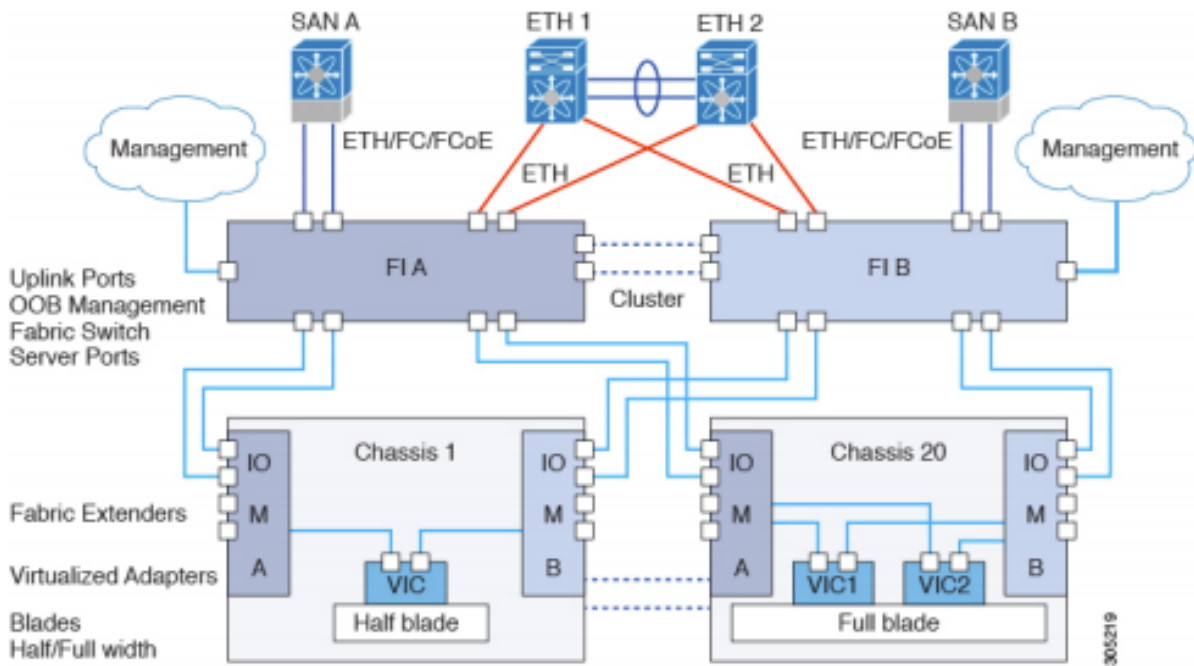 SAN A
ETH 1
ETH 2
SAN B
Management
ETH/FC/FCoE
ETH
ETH
ETH/FC/FCoE
Management
FI A
FI B
Cluster
Uplink Ports
OOB Management
Fabric Switch
Server Ports
Chassis 1
Chassis 20
IO
M
A
IO
M
B
IO
M
A
IO
M
B
Fabric Extenders
Virtualized Adapters
VIC
VIC1
VIC2
Blades
Half/Full width
Half blade
Full blade
305219